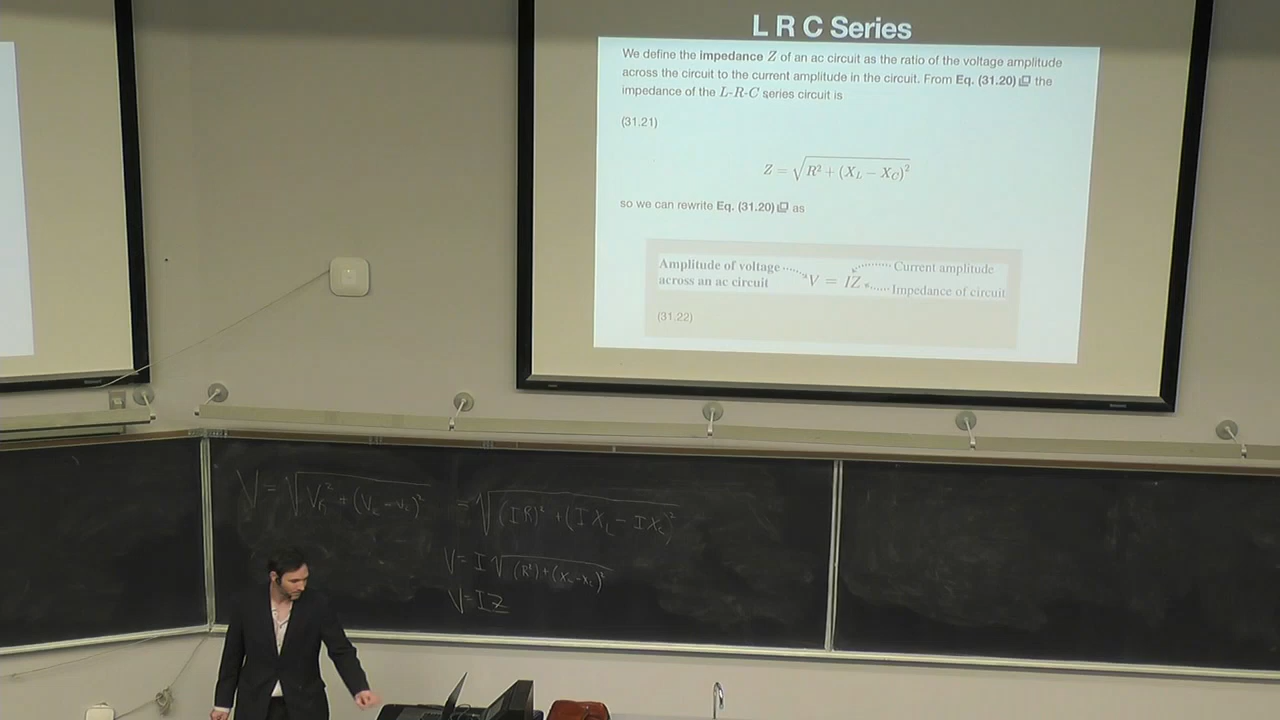 L R C Series
We define the impedance Z of an ac circuit as the ratio of the voltage amplitude
across the circuit to the current amplitude in the circuit. From Eq. (31.20) the
impedance of the L-R-C series circuit is
(31.21)
Z = √(R² + (X_L − X_C)²)
so we can rewrite Eq. (31.20) as
Amplitude of voltage
across an ac circuit
V = IZ
Current amplitude
Impedance of circuit
(31.22)
V = √(V_R² + (V_L − V_C)²) = √((IR)² + (IX_L − IX_C)²)
V = I √((R²) + (X_L − X_C)²)
V = IZ